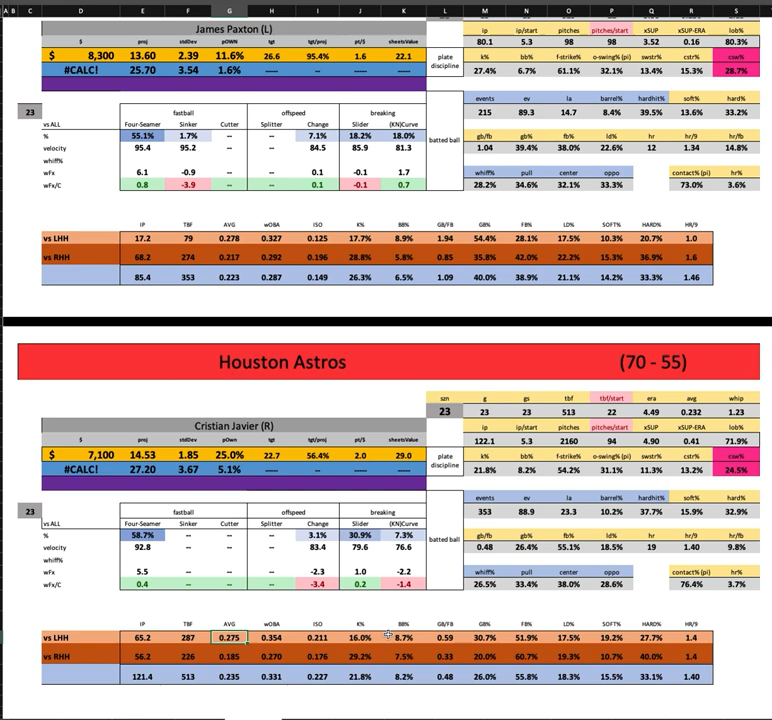 A B C D E F G H I J K L M N O P Q R S T
James Paxton (L) ip ip/start pitches pitches/start xSUP xSUP-ERA lob%
80.1 5.3 98 98 3.52 0.16 80.3%
$ proj stdDev pOWN tgt tgt/proj pt/$ sheetsValue
$ 8,300 13.60 2.39 11.6% 26.6 95.4% 1.6 22.1 plate discipline k% bb% f-strike% o-swing% (pi) swstr% cstr% csw%
#CALC! 25.70 3.54 1.6% ---- --- ---- ---- 27.4% 6.7% 61.1% 32.1% 13.4% 15.3% 28.7%
events ev la barrel% hardhit% soft% hard%
23 fastball offspeed breaking 215 89.3 14.7 8.4% 39.5% 13.6% 33.2%
vs ALL Four-Seamer Sinker Cutter Splitter Change Slider (KN)Curve
% 55.1% 1.7% -- -- 7.1% 18.2% 18.0% batted ball gb/fb gb% fb% ld% hr hr/9 hr/fb
velocity 95.4 95.2 -- -- 84.5 85.9 81.3 1.04 39.4% 38.0% 22.6% 12 1.34 14.8%
whiff%
wFx 6.1 -0.9 -- -- 0.1 -0.1 1.7 whiff% pull center oppo contact% (pi) hr%
wFx/C 0.8 -3.9 -- -- 0.1 -0.1 0.7 28.2% 34.6% 32.1% 33.3% 73.0% 3.6%
IP TBF AVG wOBA ISO K% BB% GB/FB GB% FB% LD% SOFT% HARD% HR/9
vs LHH 17.2 79 0.278 0.327 0.125 17.7% 8.9% 1.94 54.4% 28.1% 17.5% 10.3% 20.7% 1.0
vs RHH 68.2 274 0.217 0.292 0.196 28.8% 5.8% 0.85 35.8% 42.0% 22.2% 15.3% 36.9% 1.6
85.4 353 0.223 0.287 0.149 26.3% 6.5% 1.09 40.0% 38.9% 21.1% 14.2% 33.3% 1.46
Houston Astros (70 - 55)
szn g gs tbf tbf/start era avg whip
23 23 23 513 22 4.49 0.232 1.23
Cristian Javier (R) ip ip/start pitches pitches/start xSUP xSUP-ERA lob%
$ proj stdDev pOwn tgt tgt/proj pt/$ sheetsValue 122.1 5.3 2160 94 4.90 0.41 71.9%
$ 7,100 14.53 1.85 25.0% 22.7 56.4% 2.0 29.0 plate discipline k% bb% f-strike% o-swing% (pi) swstr% cstr% csw%
#CALC! 27.20 3.67 5.1% ---- --- ---- ---- 21.8% 8.2% 54.2% 31.1% 11.3% 13.2% 24.5%
events ev la barrel% hardhit% soft% hard%
23 fastball offspeed breaking 353 88.9 23.3 10.2% 37.7% 15.9% 32.9%
vs ALL Four-Seamer Sinker Cutter Splitter Change Slider (KN)Curve
% 58.7% -- -- -- 3.1% 30.9% 7.3% batted ball gb/fb gb% fb% ld% hr hr/9 hr/fb
velocity 92.8 -- -- -- 83.4 79.6 76.6 0.48 26.4% 55.1% 18.5% 19 1.40 9.8%
whiff%
wFx 5.5 -- -- -- -2.3 1.0 -2.2 whiff% pull center oppo contact% (pi) hr%
wFx/C 0.4 -- -- -- -3.4 0.2 -1.4 26.5% 33.4% 38.0% 28.6% 76.4% 3.7%
IP TBF AVG wOBA ISO K% BB% GB/FB GB% FB% LD% SOFT% HARD% HR/9
vs LHH 65.2 287 0.275 0.354 0.211 16.0% 8.7% 0.59 30.7% 51.9% 17.5% 19.2% 27.7% 1.4
vs RHH 56.2 226 0.185 0.270 0.176 29.2% 7.5% 0.33 20.0% 60.7% 19.3% 10.7% 40.0% 1.4
121.4 513 0.235 0.331 0.227 21.8% 8.2% 0.48 26.0% 55.8% 18.3% 15.5% 33.1% 1.40